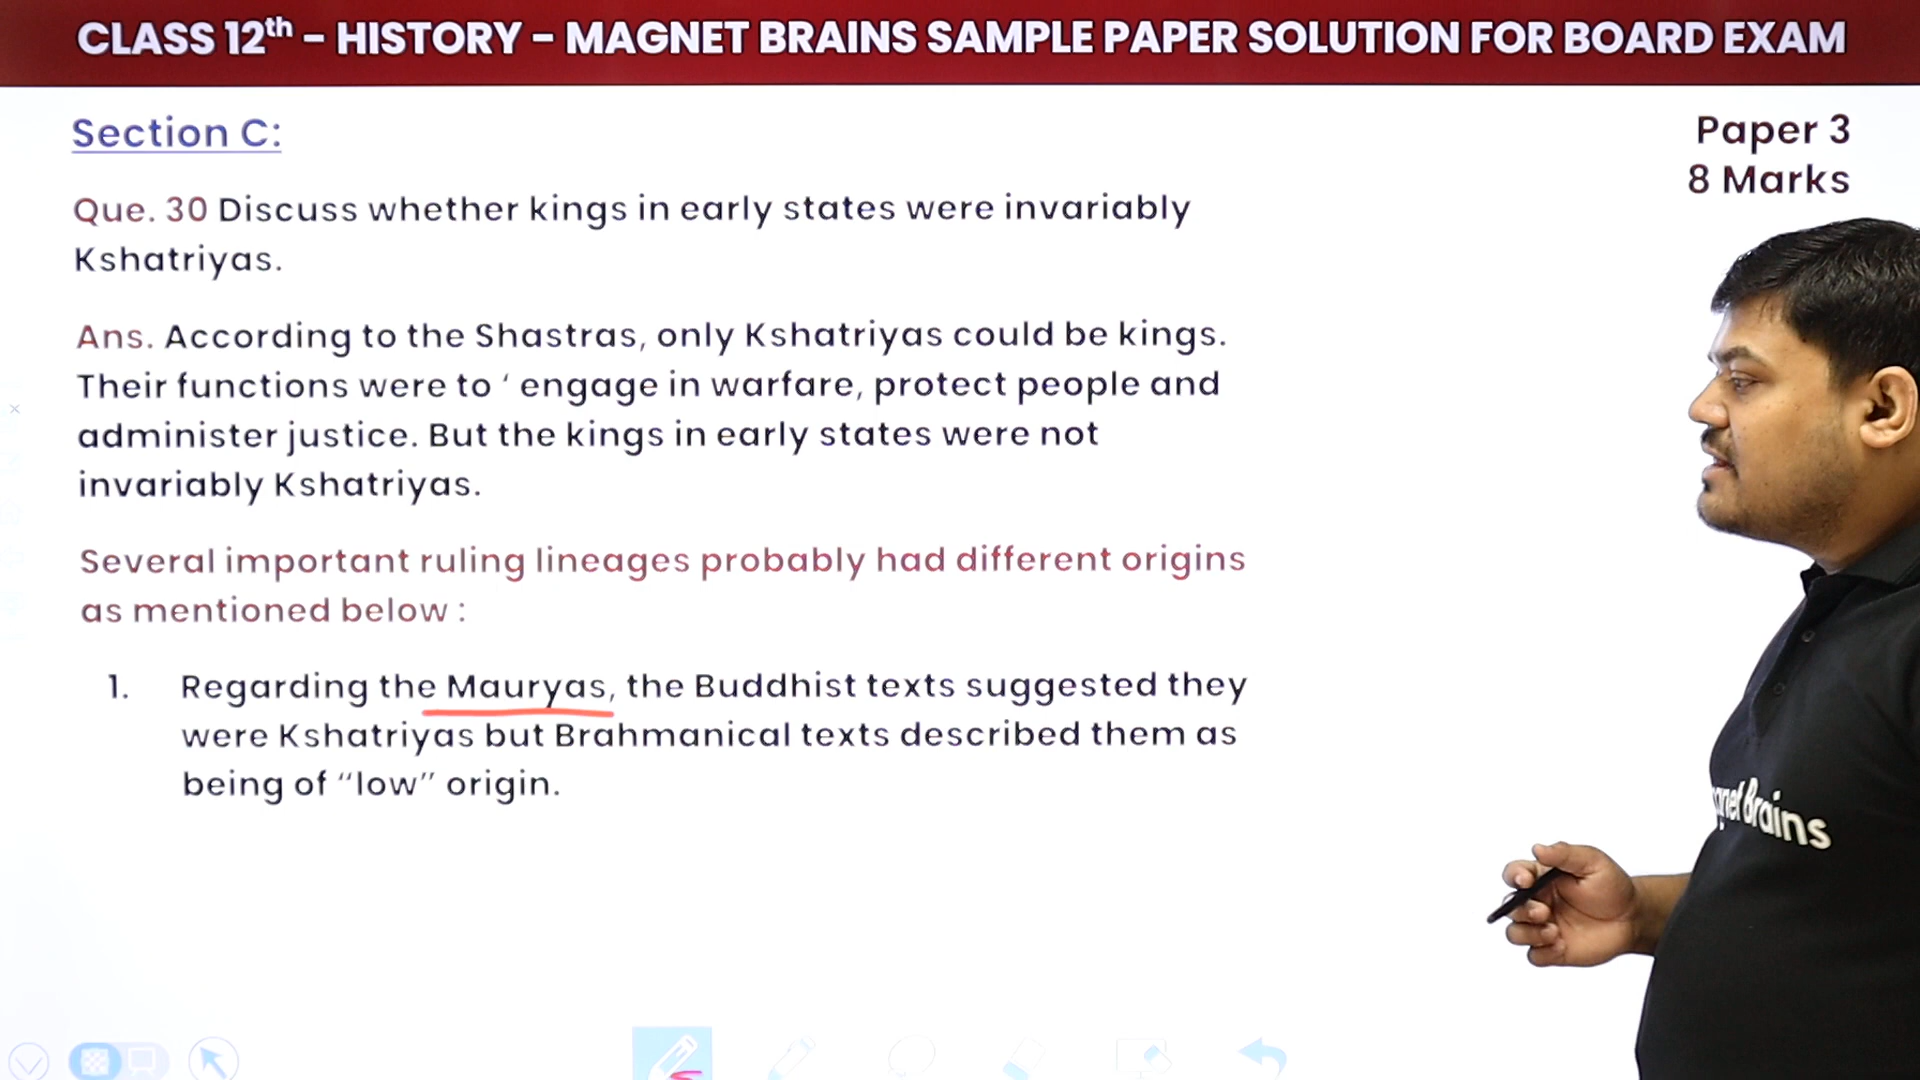 CLASS 12th – HISTORY – MAGNET BRAINS SAMPLE PAPER SOLUTION FOR BOARD EXAM
Section C:
Paper 3
8 Marks
Que. 30 Discuss whether kings in early states were invariably
Kshatriyas.
Ans. According to the Shastras, only Kshatriyas could be kings.
Their functions were to ‘ engage in warfare, protect people and
administer justice. But the kings in early states were not
invariably Kshatriyas.
Several important ruling lineages probably had different origins
as mentioned below :
1. Regarding the Mauryas, the Buddhist texts suggested they
were Kshatriyas but Brahmanical texts described them as
being of “low” origin.
Brains